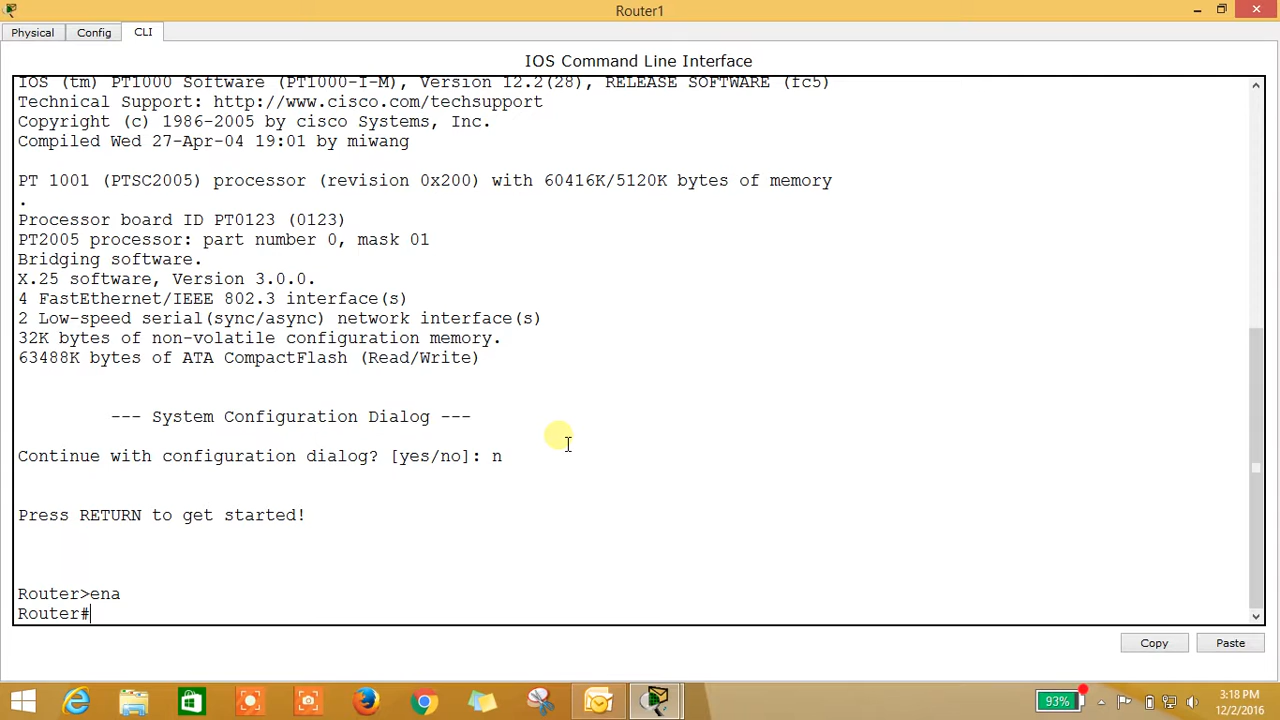 Router1
Physical Config CLI
IOS Command Line Interface
IOS (tm) PT1000 Software (PT1000-I-M), Version 12.2(28), RELEASE SOFTWARE (fc5)
Technical Support: http://www.cisco.com/techsupport
Copyright (c) 1986-2005 by cisco Systems, Inc.
Compiled Wed 27-Apr-04 19:01 by miwang
PT 1001 (PTSC2005) processor (revision 0x200) with 60416K/5120K bytes of memory
.
Processor board ID PT0123 (0123)
PT2005 processor: part number 0, mask 01
Bridging software.
X.25 software, Version 3.0.0.
4 FastEthernet/IEEE 802.3 interface(s)
2 Low-speed serial(sync/async) network interface(s)
32K bytes of non-volatile configuration memory.
63488K bytes of ATA CompactFlash (Read/Write)
--- System Configuration Dialog ---
Continue with configuration dialog? [yes/no]: n
Press RETURN to get started!
Router>ena
Router#
Copy Paste
93% 3:18 PM
12/2/2016